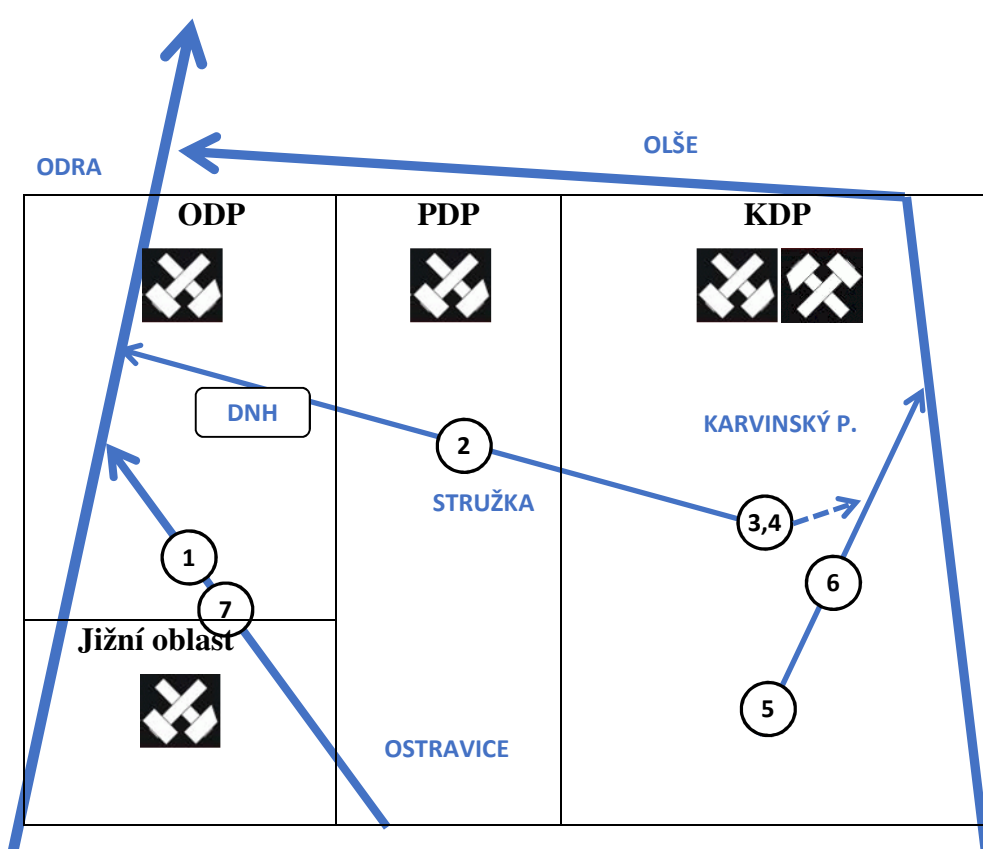 OLŠE
ODRA
ODP
PDP
KDP
DNH
KARVINSKÝ P.
2
STRUŽKA
3,4
1
6
7
Jižní oblast
5
OSTRAVICE